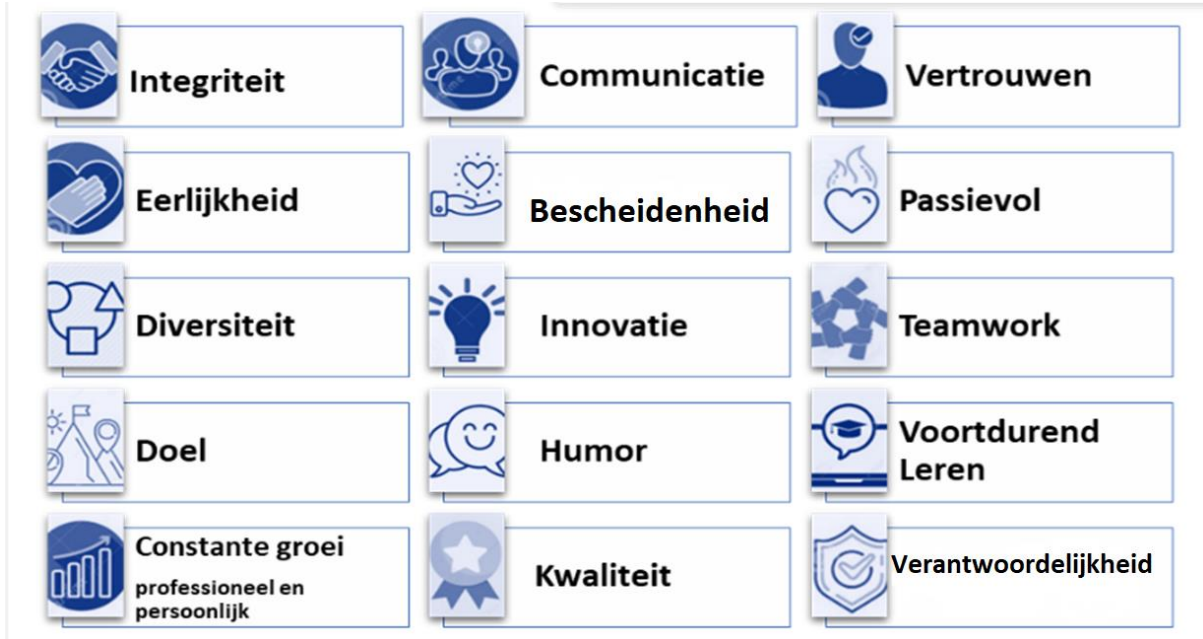 Integriteit
Communicatie
Vertrouwen
Eerlijkheid
Bescheidenheid
Passievol
Diversiteit
Innovatie
Teamwork
Doel
Humor
Voortdurend
Leren
Constante groei
professioneel en
persoonlijk
Kwaliteit
Verantwoordelijkheid